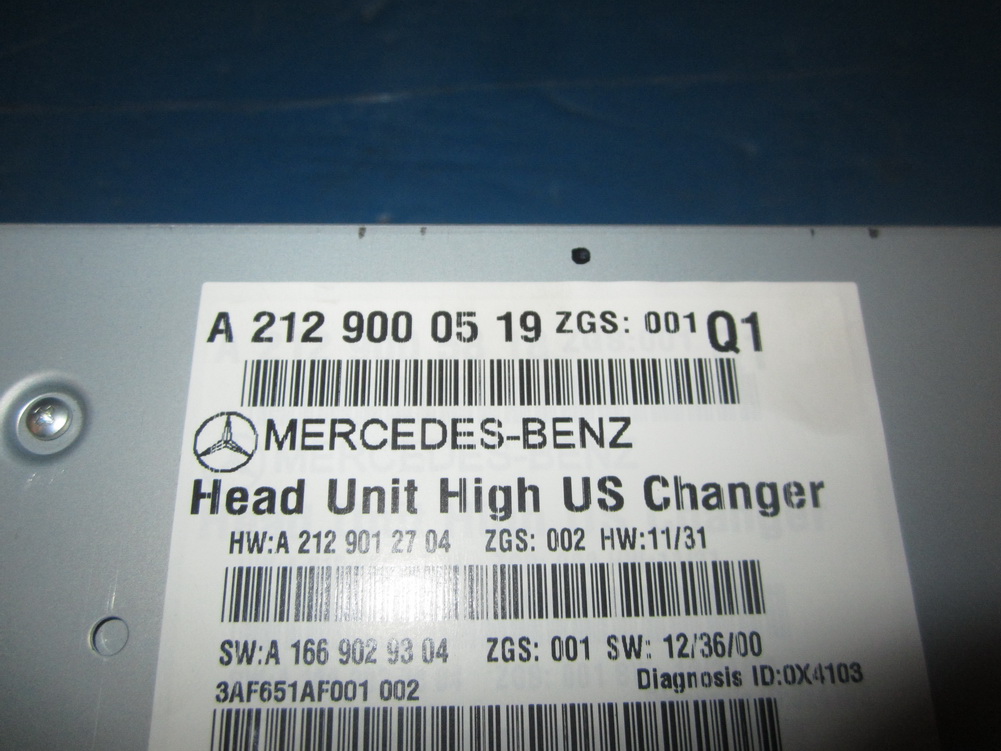 A 212 900 05 19 ZGS: 001 Q1
MERCEDES-BENZ
Head Unit High US Changer
HW:A 212 901 27 04 ZGS: 002 HW:11/31
SW:A 166 902 93 04 ZGS: 001 SW: 12/36/00
3AF651AF001 002 Diagnosis ID:0X4103